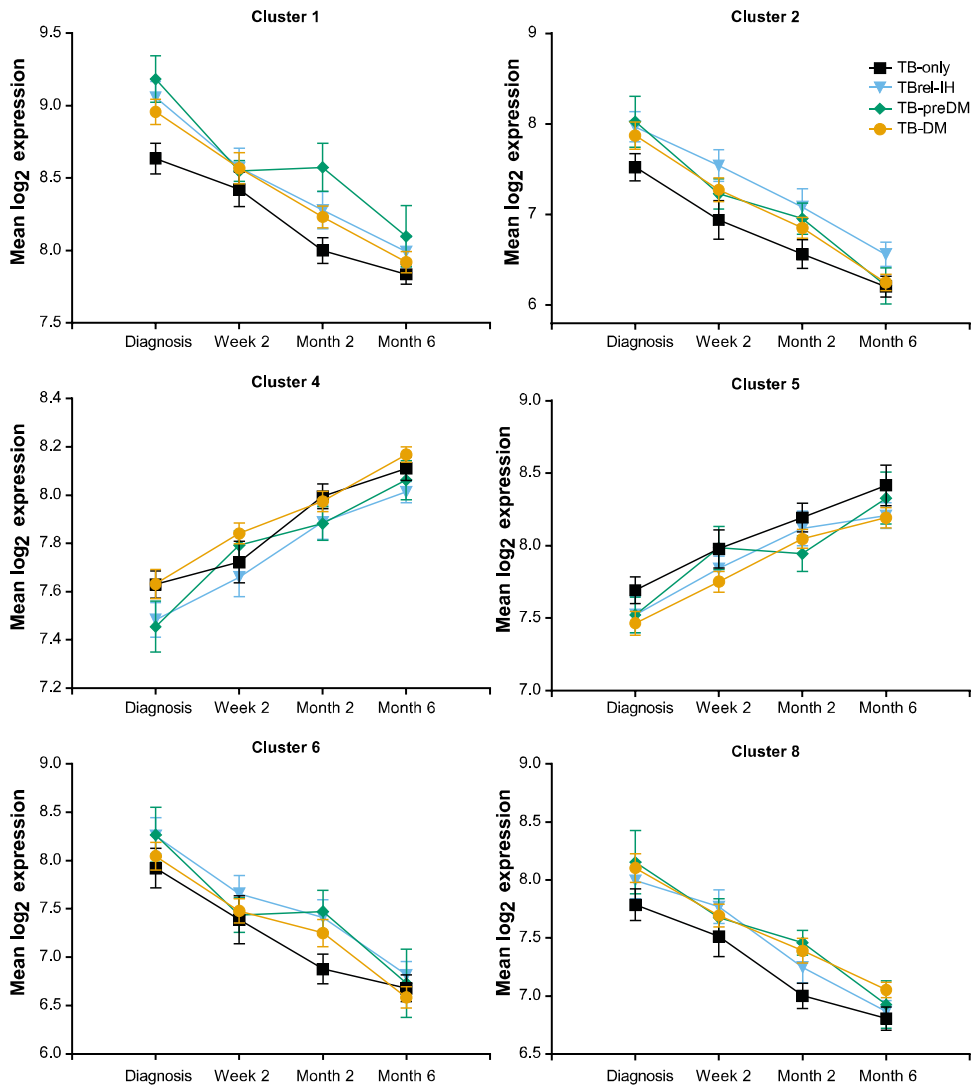 Cluster 1
Mean log2 expression
9.5
9.0
8.5
8.0
7.5
Diagnosis Week 2 Month 2 Month 6
Cluster 2
Mean log2 expression
9
8
7
6
Diagnosis Week 2 Month 2 Month 6
TB-only
TBrel-IH
TB-preDM
TB-DM
Cluster 4
Mean log2 expression
8.4
8.2
8.0
7.8
7.6
7.4
7.2
Diagnosis Week 2 Month 2 Month 6
Cluster 5
Mean log2 expression
9.0
8.5
8.0
7.5
7.0
Diagnosis Week 2 Month 2 Month 6
Cluster 6
Mean log2 expression
9.0
8.5
8.0
7.5
7.0
6.5
6.0
Diagnosis Week 2 Month 2 Month 6
Cluster 8
Mean log2 expression
9.0
8.5
8.0
7.5
7.0
6.5
Diagnosis Week 2 Month 2 Month 6